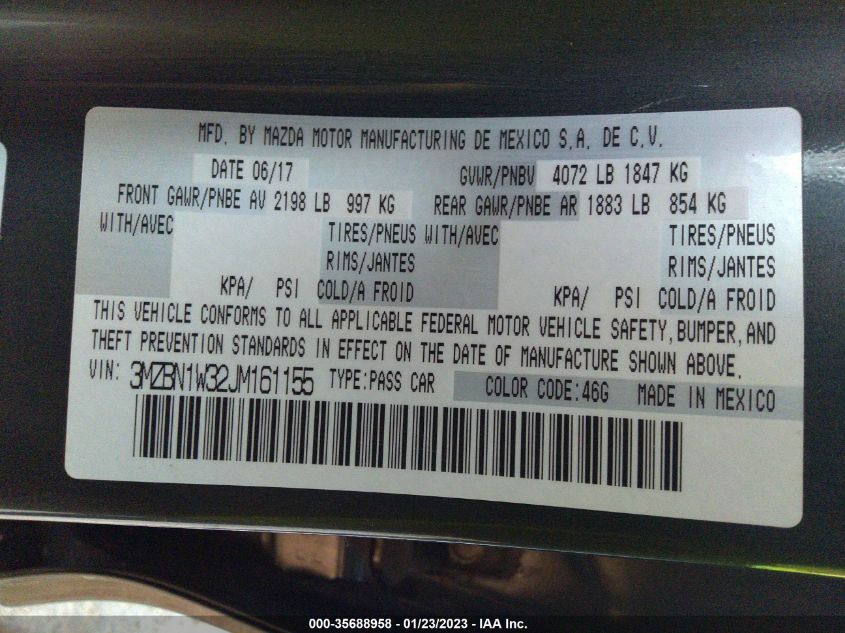 MFD. BY MAZDA MOTOR MANUFACTURING DE MEXICO S.A. DE C.V.
DATE 06/17 GVWR/PNBV 4072 LB 1847 KG
FRONT GAWR/PNBE AV 2198 LB 997 KG REAR GAWR/PNBE AR 1883 LB 854 KG
WITH/AVEC TIRES/PNEUS WITH/AVEC TIRES/PNEUS
RIMS/JANTES RIMS/JANTES
KPA/ PSI COLD/A FROID KPA/ PSI COLD/A FROID
THIS VEHICLE CONFORMS TO ALL APPLICABLE FEDERAL MOTOR VEHICLE SAFETY, BUMPER, AND
THEFT PREVENTION STANDARDS IN EFFECT ON THE DATE OF MANUFACTURE SHOWN ABOVE.
VIN: 3MZBN1W32JM161155 TYPE:PASS CAR COLOR CODE:46G MADE IN MEXICO
000-35688958 - 01/23/2023 - IAA Inc.